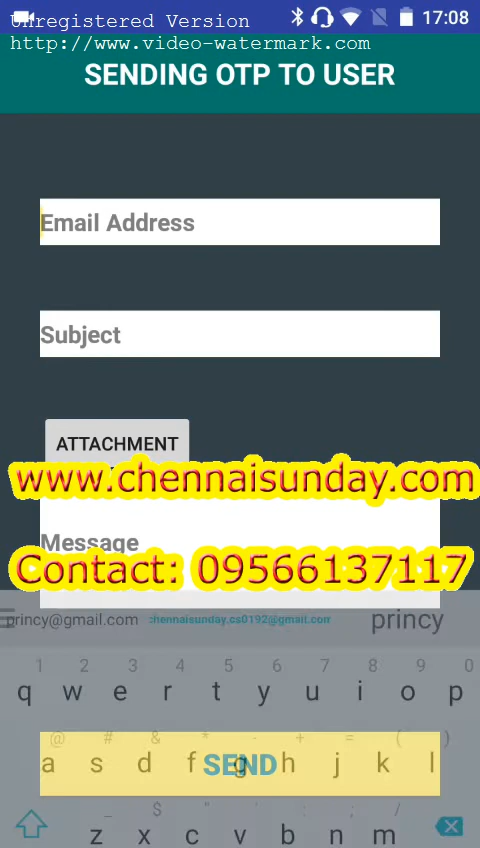 Unregistered Version
17:08
http://www.video-watermark.com
SENDING OTP TO USER
Email Address
Subject
ATTACHMENT
www.chennaisunday.com
Message
Contact: 09566137117
princy@gmail.com chennaisunday.cs0192@gmail.com princy
1 2 3 4 5 6 7 8 9 0
q w e r t y u i o p
@ # & * - + = ( )
a s d f g h j k l
SEND
_ $ " ' : ; /
z x c v b n m